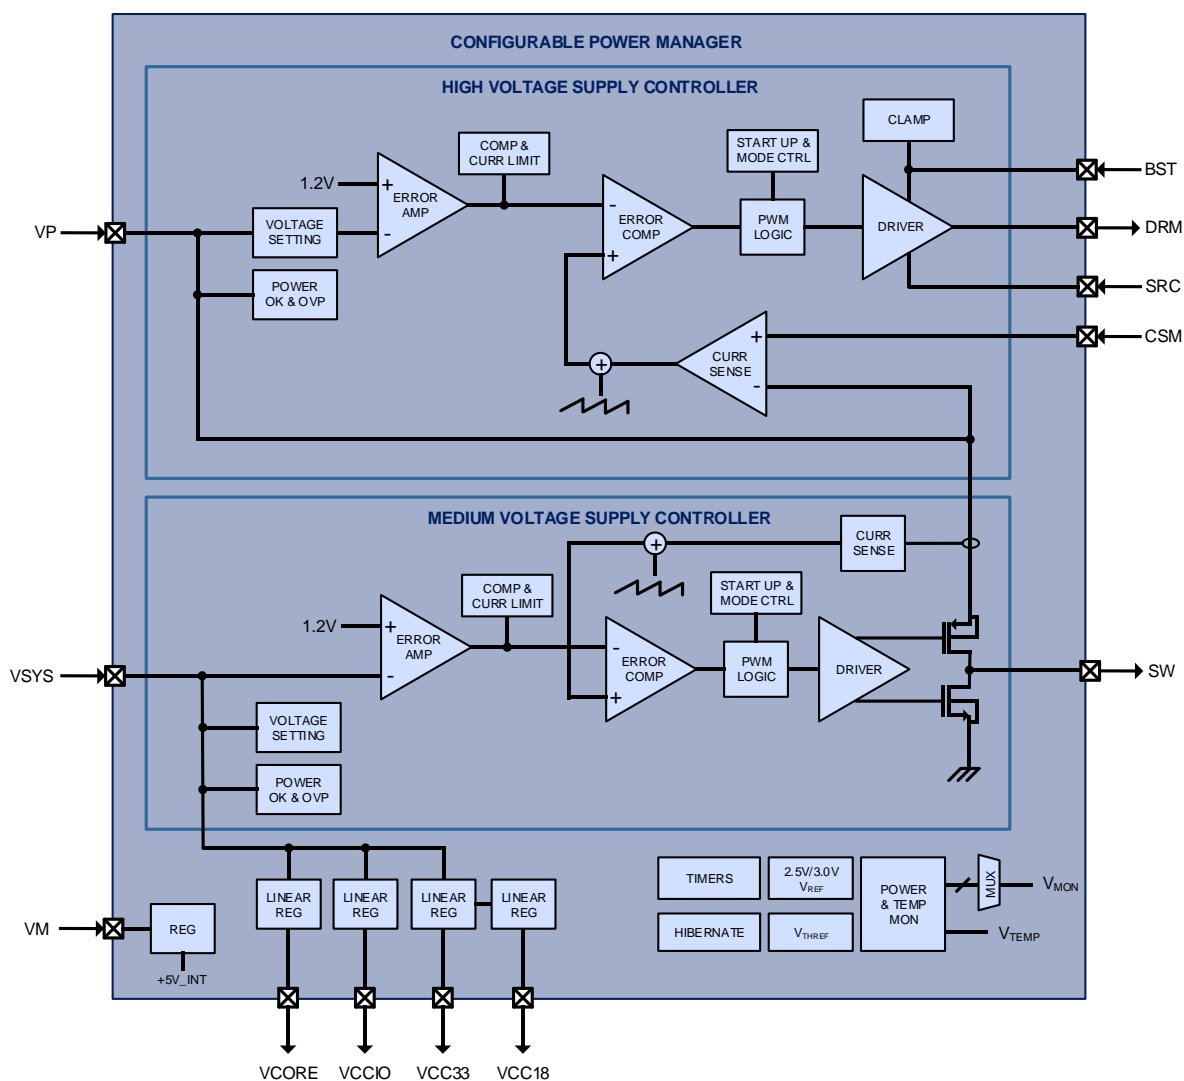 CONFIGURABLE POWER MANAGER
HIGH VOLTAGE SUPPLY CONTROLLER
CLAMP
COMP &
CURR LIMIT
START UP &
MODE CTRL
BST
1.2V
+
ERROR
AMP
-
VOLTAGE
SETTING
-
ERROR
COMP
+
PWM
LOGIC
DRIVER
VP
DRM
POWER
OK & OVP
SRC
CSM
+
CURR
SENSE
-
+
MEDIUM VOLTAGE SUPPLY CONTROLLER
CURR
SENSE
+
COMP &
CURR LIMIT
START UP &
MODE CTRL
1.2V
+
ERROR
AMP
-
-
ERROR
COMP
+
PWM
LOGIC
DRIVER
VSYS
SW
VOLTAGE
SETTING
POWER
OK & OVP
LINEAR
REG
LINEAR
REG
LINEAR
REG
LINEAR
REG
TIMERS
2.5V/3.0V
VREF
POWER
& TEMP
MON
MUX
VMON
VM
REG
+5V_INT
HIBERNATE
VTHREF
VTEMP
VCORE
VCCIO
VCC33
VCC18